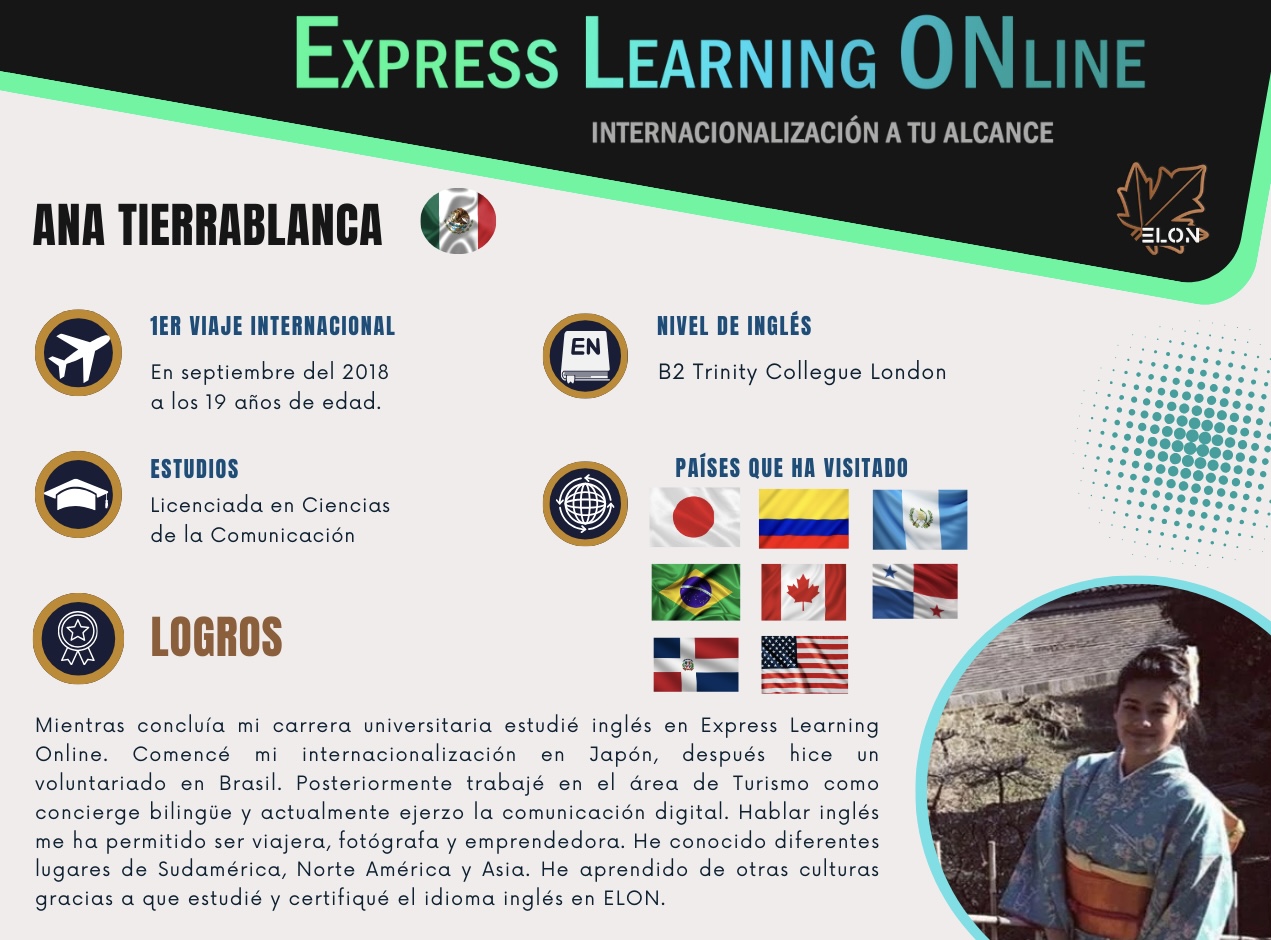 EXPRESS LEARNING ONLINE
INTERNACIONALIZACIÓN A TU ALCANCE
ELON
ANA TIERRABLANCA
1ER VIAJE INTERNACIONAL
En septiembre del 2018
a los 19 años de edad.
NIVEL DE INGLÉS
EN
B2 Trinity Collegue London
ESTUDIOS
Licenciada en Ciencias
de la Comunicación
PAÍSES QUE HA VISITADO
LOGROS
Mientras concluía mi carrera universitaria estudié inglés en Express Learning
Online. Comencé mi internacionalización en Japón, después hice un
voluntariado en Brasil. Posteriormente trabajé en el área de Turismo como
concierge bilingüe y actualmente ejerzo la comunicación digital. Hablar inglés
me ha permitido ser viajera, fotógrafa y emprendedora. He conocido diferentes
lugares de Sudamérica, Norte América y Asia. He aprendido de otras culturas
gracias a que estudié y certifiqué el idioma inglés en ELON.